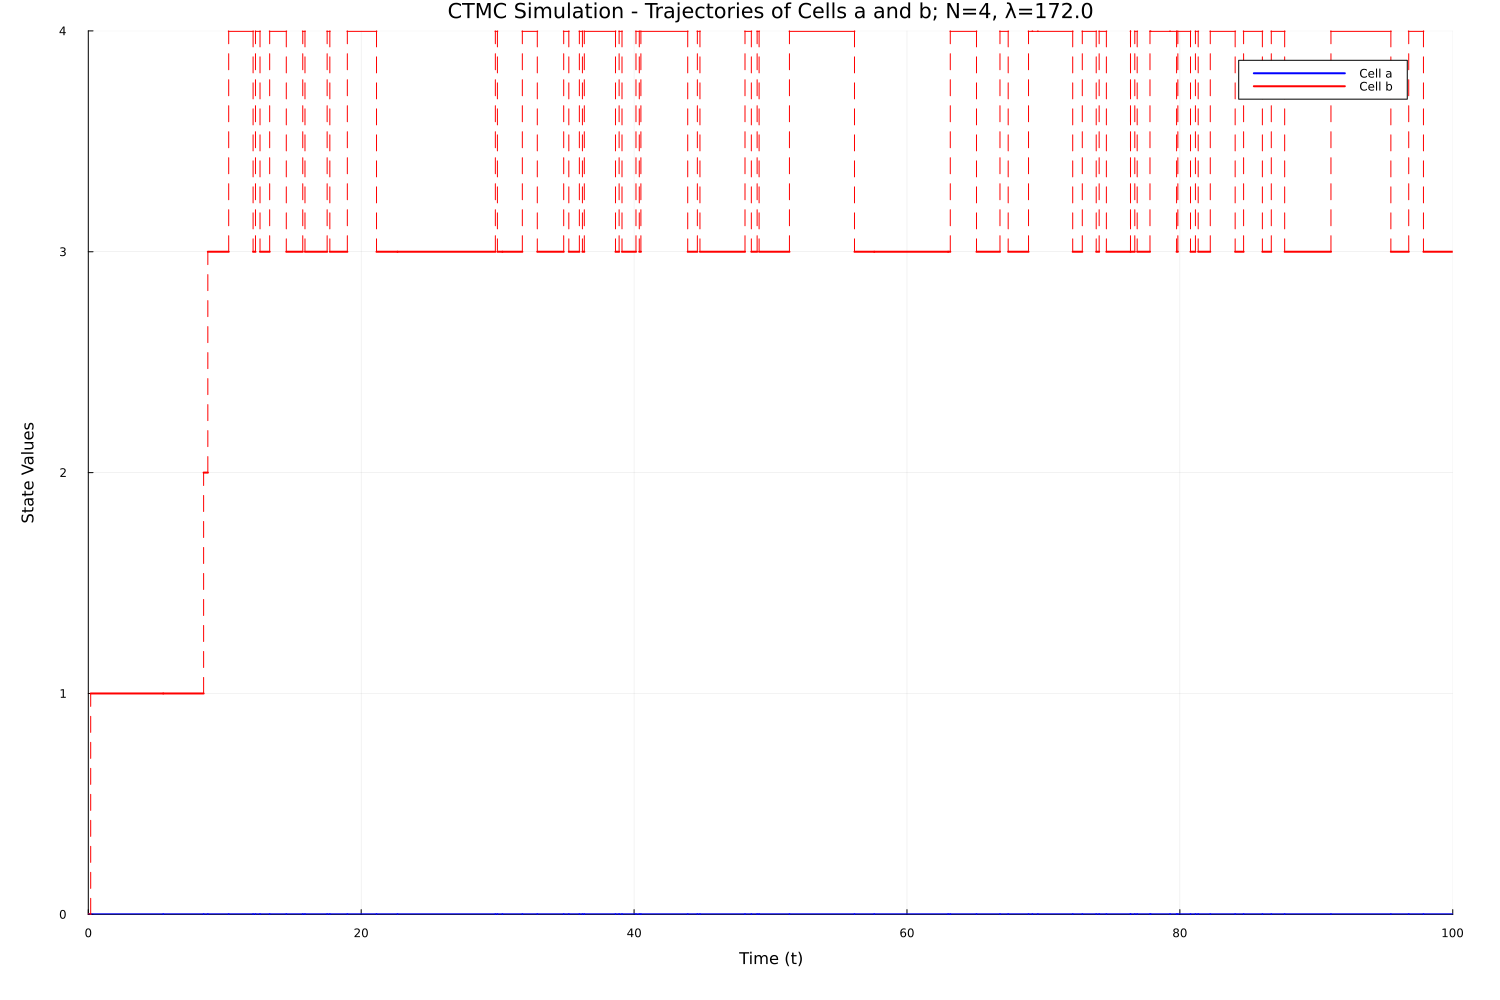 CTMC Simulation - Trajectories of Cells a and b; N=4, λ=172.0
4
Cell a
Cell b
3
State Values
2
1
0
0 20 40 60 80 100
Time (t)